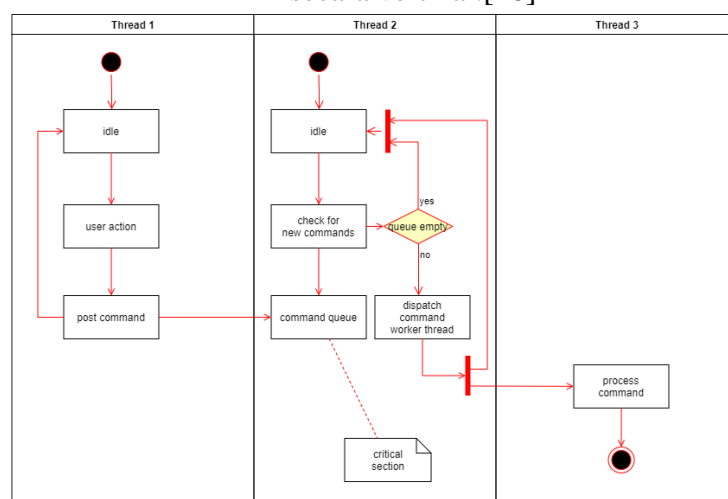 Thread 1
Thread 2
Thread 3
idle
idle
user action
check for
new commands
yes
queue empty
no
post command
command queue
dispatch
command
worker thread
process
command
critical
section